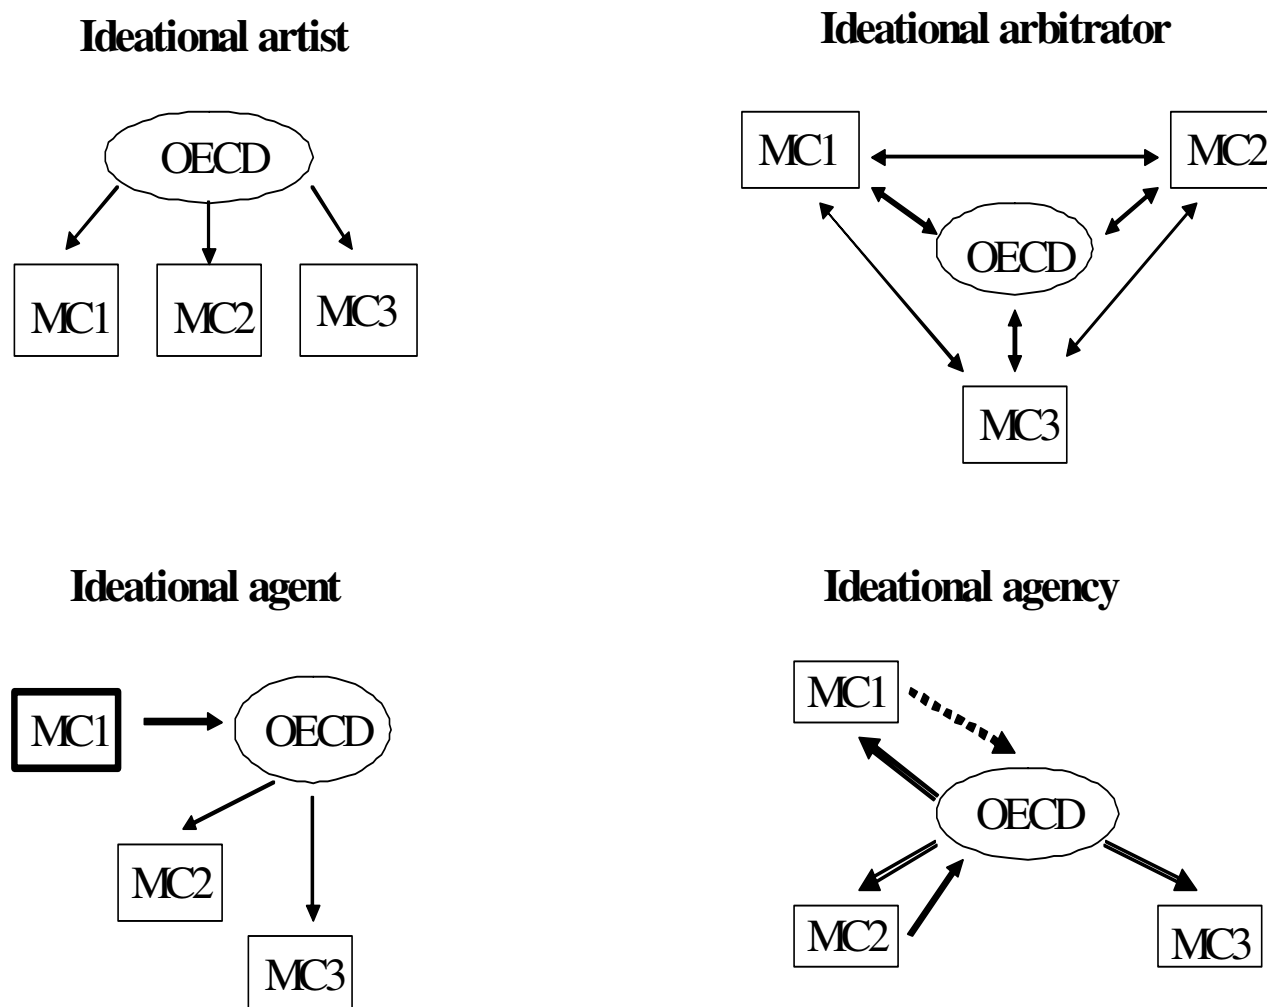 Ideational artist
OECD
MC1
MC2
MC3
Ideational arbitrator
MC1
MC2
OECD
MC3
Ideational agent
MC1
OECD
MC2
MC3
Ideational agency
MC1
OECD
MC2
MC3